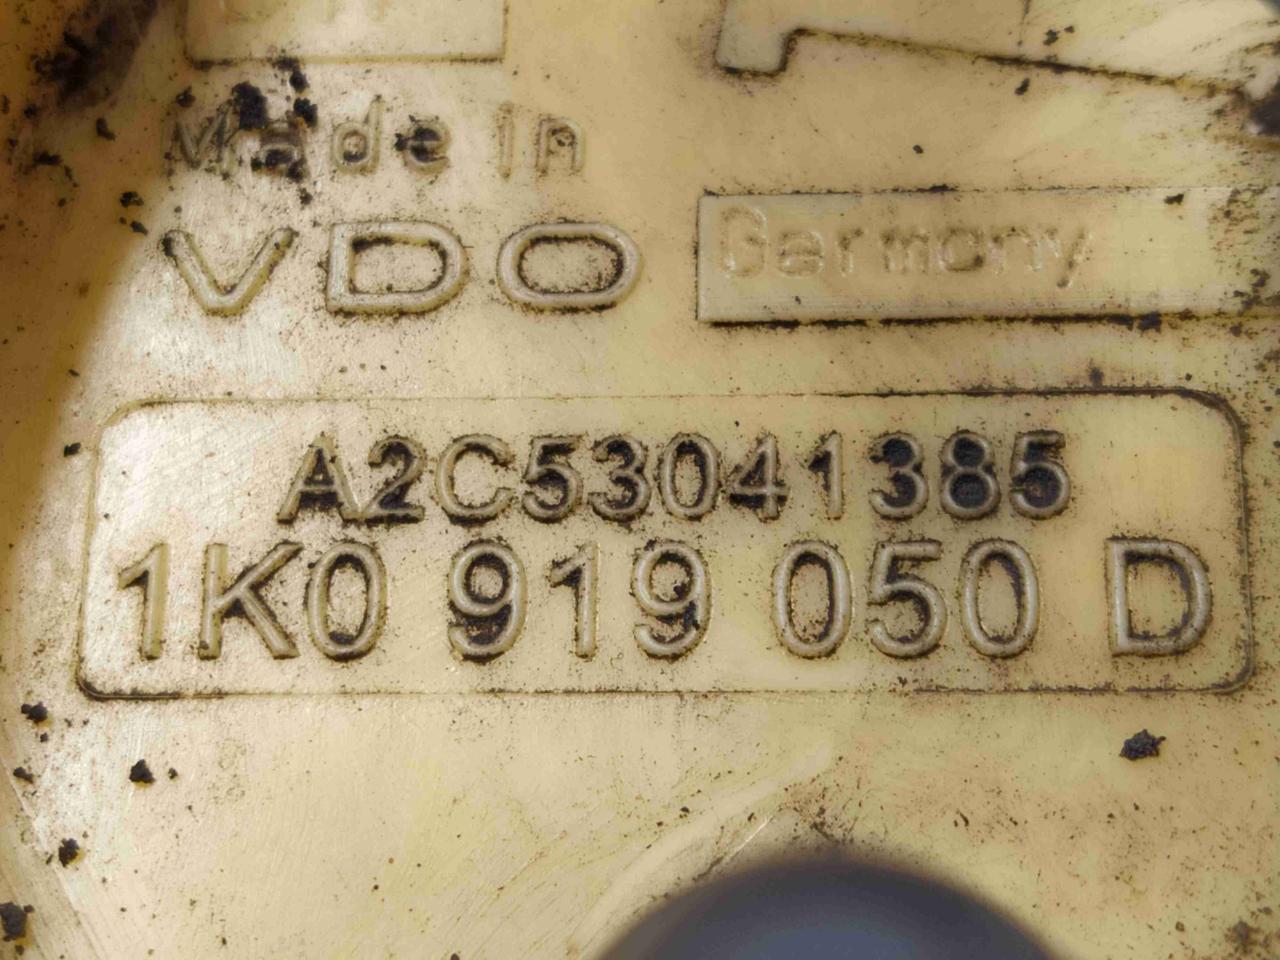 Made in
VDO Germany
A2C53041385
1K0 919 050 D